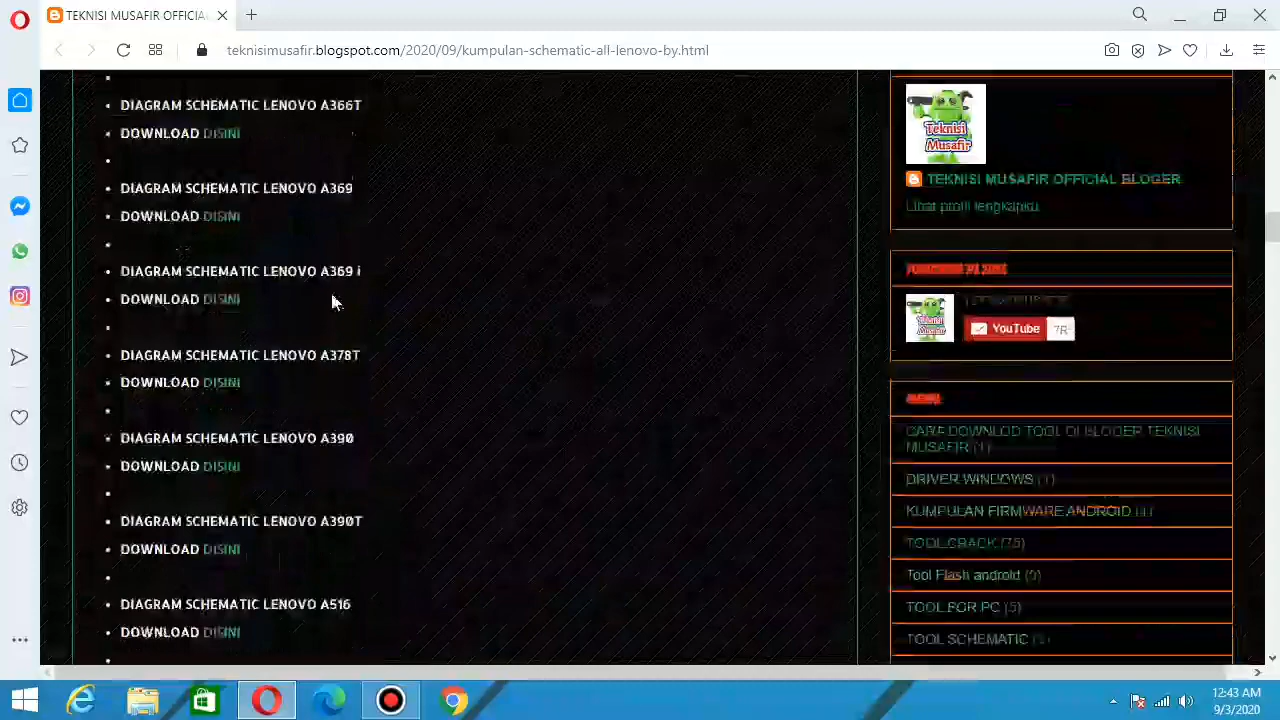 TEKNISI MUSAFIR OFFICIAL
teknisimusafir.blogspot.com/2020/09/kumpulan-schematic-all-lenovo-by.html
DIAGRAM SCHEMATIC LENOVO A366T
DOWNLOAD DISINI
DIAGRAM SCHEMATIC LENOVO A369
DOWNLOAD DISINI
DIAGRAM SCHEMATIC LENOVO A369 i
DOWNLOAD DISINI
DIAGRAM SCHEMATIC LENOVO A378T
DOWNLOAD DISINI
DIAGRAM SCHEMATIC LENOVO A390
DOWNLOAD DISINI
DIAGRAM SCHEMATIC LENOVO A390T
DOWNLOAD DISINI
DIAGRAM SCHEMATIC LENOVO A516
DOWNLOAD DISINI
Teknisi
Musafir
TEKNISI MUSAFIR OFFICIAL BLOGER
Lihat profil lengkapku
YouTube
CARA DOWNLOD TOOL DI BLOGER TEKNISI
MUSAFIR (1)
DRIVER WINDOWS (1)
KUMPULAN FIRMWARE ANDROID
TOOL CRACK (75)
Tool Flash android (9)
TOOL FOR PC (5)
TOOL SCHEMATIC
12:43 AM
9/3/2020